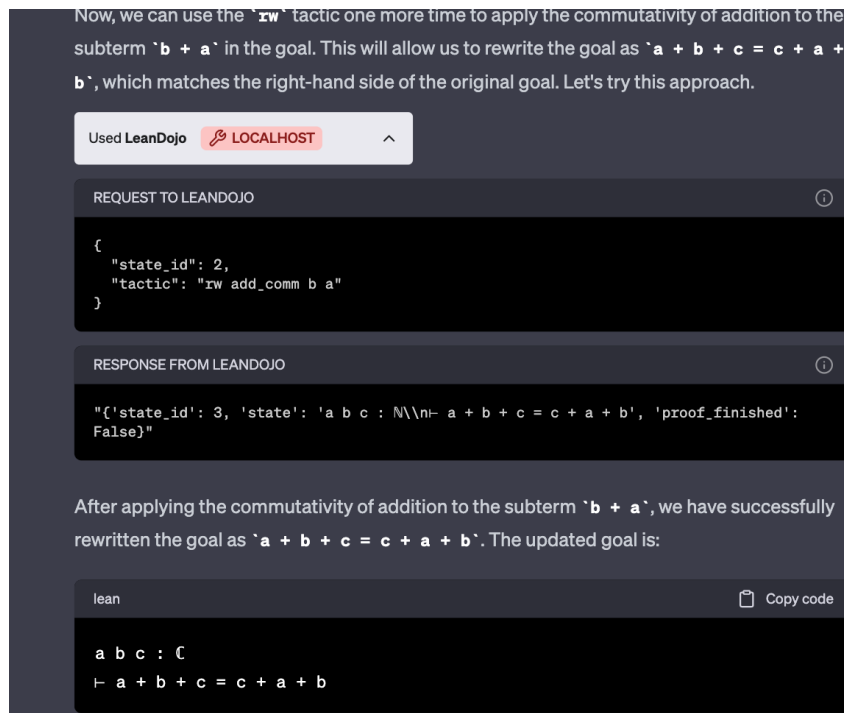 Now, we can use the `rw` tactic one more time to apply the commutativity of addition to the
subterm `b + a` in the goal. This will allow us to rewrite the goal as `a + b + c = c + a +
b`, which matches the right-hand side of the original goal. Let's try this approach.
Used LeanDojo LOCALHOST
REQUEST TO LEANDOJO
{
"state_id": 2,
"tactic": "rw add_comm b a"
}
RESPONSE FROM LEANDOJO
"{'state_id': 3, 'state': 'a b c : ℕ\\n⊢ a + b + c = c + a + b', 'proof_finished':
False}"
After applying the commutativity of addition to the subterm `b + a`, we have successfully
rewritten the goal as `a + b + c = c + a + b`. The updated goal is:
lean Copy code
a b c : ℂ
⊢ a + b + c = c + a + b